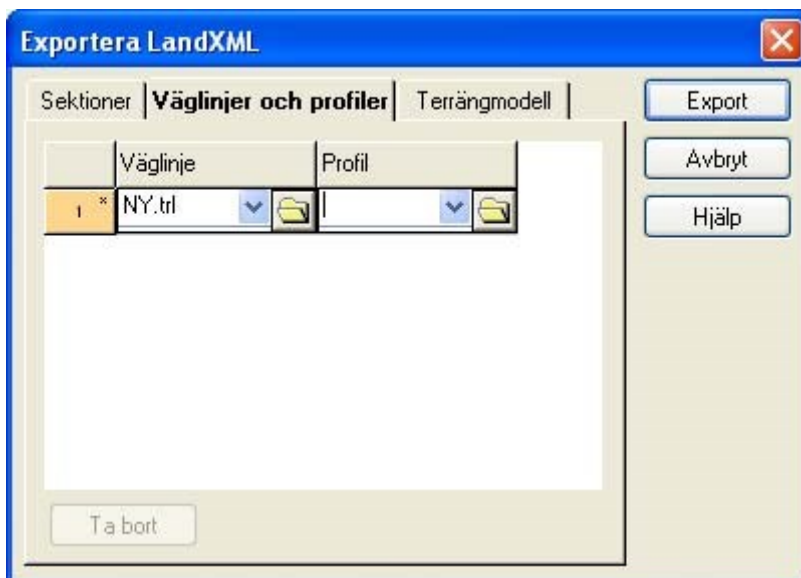 Exportera LandXML
Sektioner Väglinjer och profiler Terrängmodell
Export
Avbryt
Hjälp
Väglinje Profil
1 * NY.trl
Ta bort